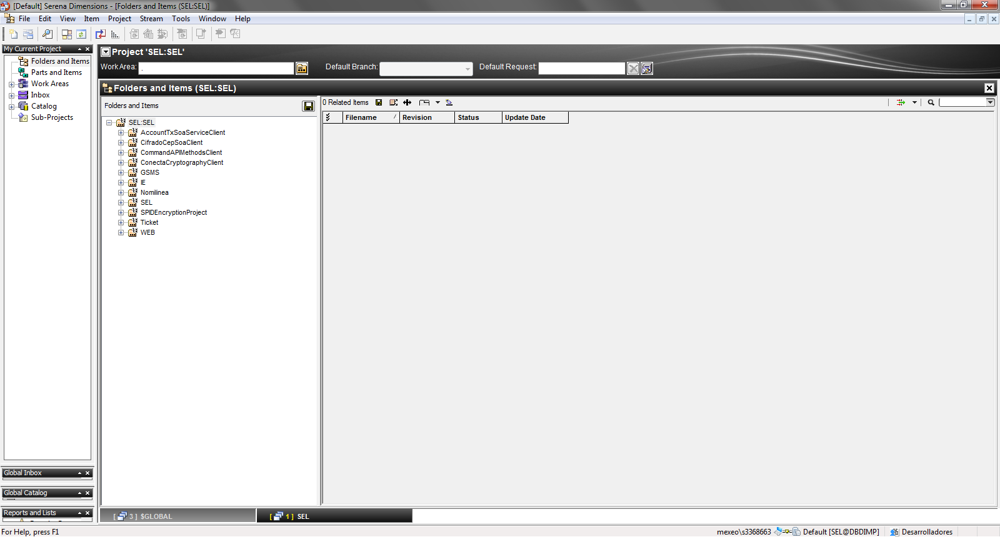 [Default] Serena Dimensions - [Folders and Items (SEL:SEL)]
File Edit View Item Project Stream Tools Window Help
My Current Project
Folders and Items
Parts and Items
Work Areas
Inbox
Catalog
Sub-Projects
Global Inbox
Global Catalog
Reports and Lists
Project 'SEL:SEL'
Work Area: . Default Branch: Default Request:
Folders and Items (SEL:SEL)
Folders and Items
SEL:SEL
AccountTxSoaServiceClient
CifradoCepSoaClient
CommandAPIMethodsClient
ConectaCryptographyClient
GSMS
IE
Nomilinea
SEL
SPIDEncryptionProject
Ticket
WEB
0 Related Items
Filename / Revision Status Update Date
[ 3 ] $GLOBAL
[ 1 ] SEL
For Help, press F1
mexeo\s3368663 Default [SEL@DBDIMP] Desarrolladores